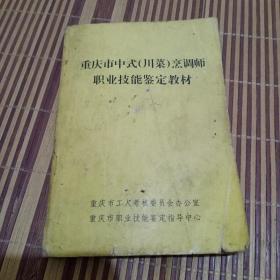 重庆市中式(川菜)烹调师
职业技能鉴定教材
重庆市工人考核委员会办公室
重庆市职业技能鉴定指导中心